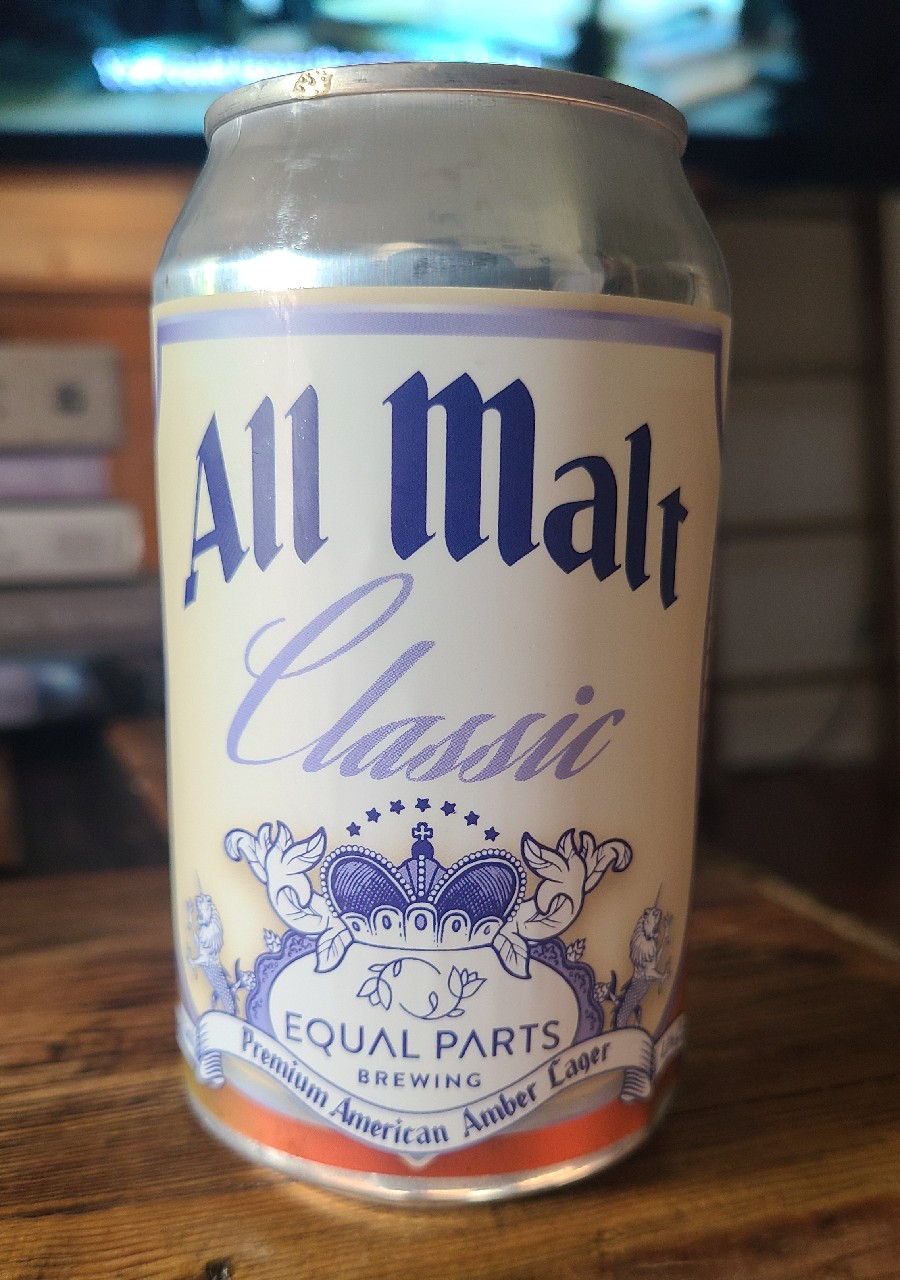 All Malt
Classic
EQUAL PARTS
BREWING
Premium American Amber Lager